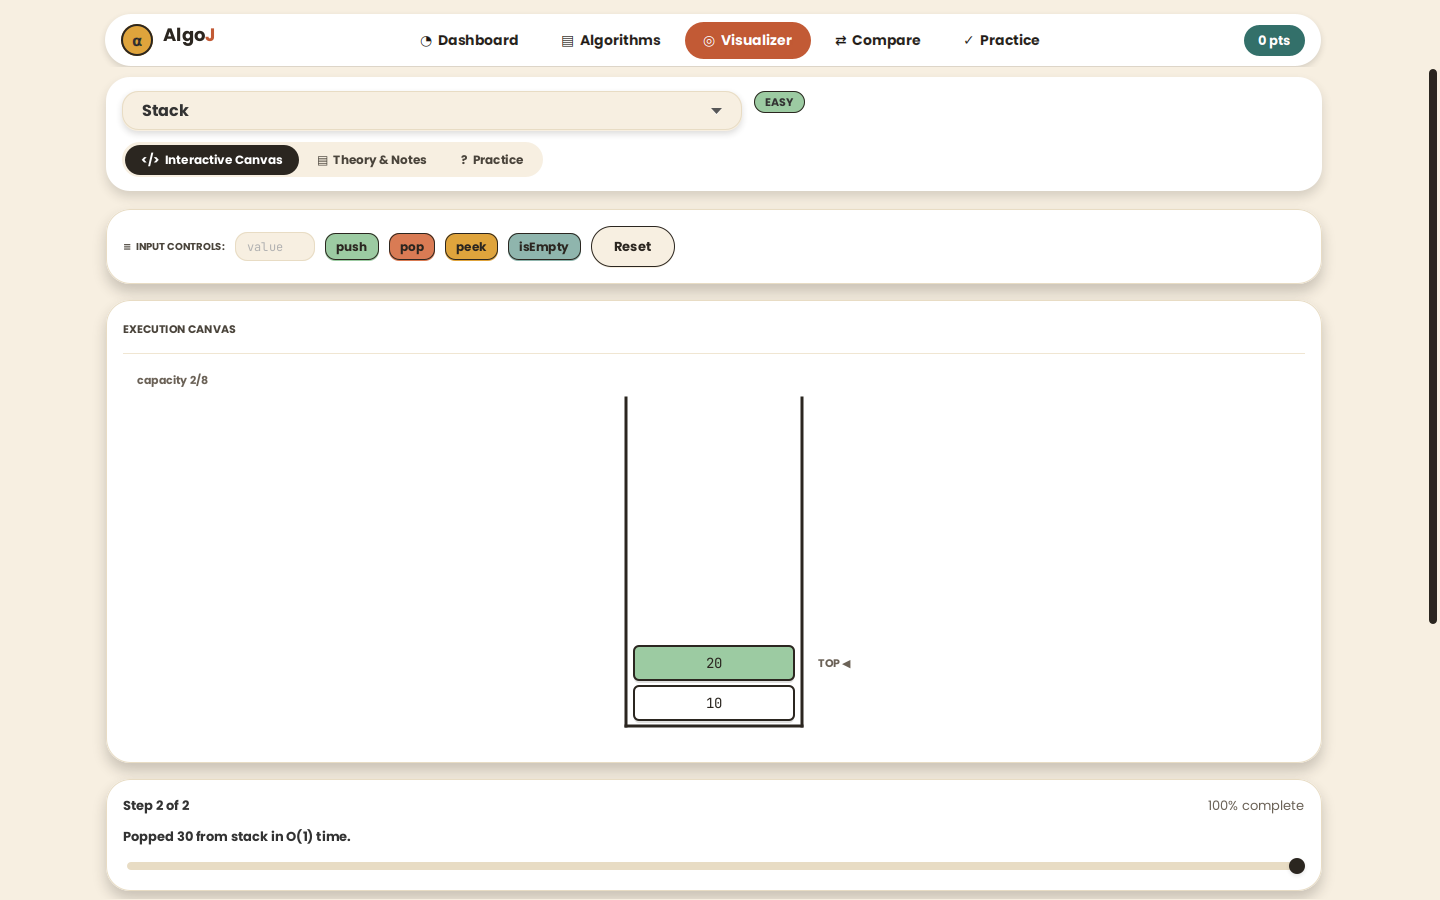 α AlgoJ
Dashboard Algorithms Visualizer Compare Practice
0 pts
Stack
EASY
</> Interactive Canvas Theory & Notes ? Practice
INPUT CONTROLS: value push pop peek isEmpty Reset
EXECUTION CANVAS
capacity 2/8
20
TOP ◀
10
Step 2 of 2
100% complete
Popped 30 from stack in O(1) time.